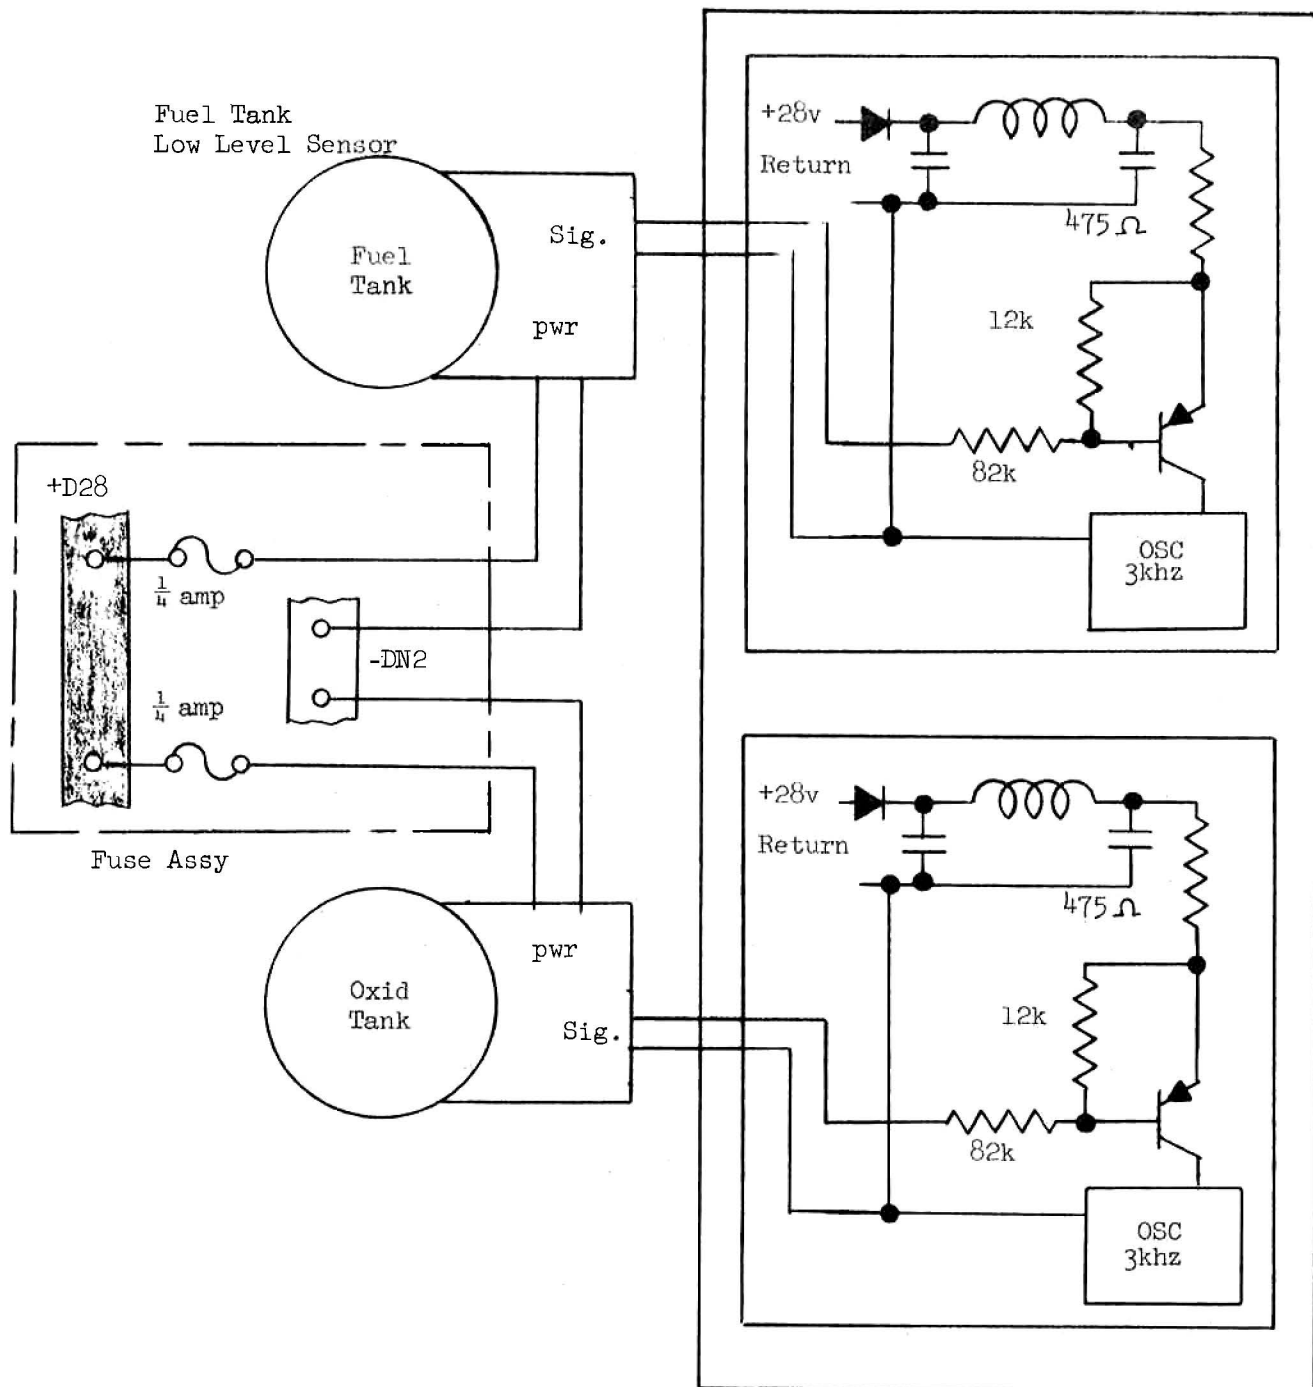 Fuel Tank
Low Level Sensor
Fuel
Tank
Sig.
pwr
+D28
¼ amp
-DN2
¼ amp
Fuse Assy
pwr
Oxid
Tank
Sig.
+28v
Return
475 Ω
12k
82k
OSC
3khz
+28v
Return
475 Ω
12k
82k
OSC
3khz